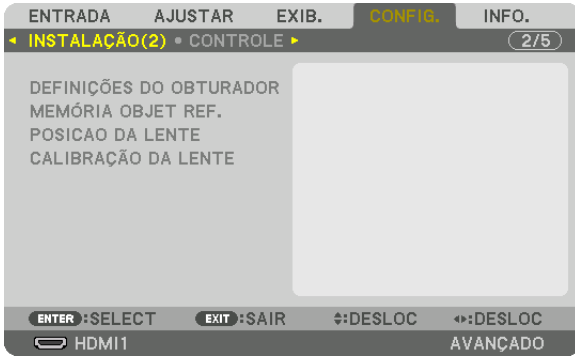 ENTRADA AJUSTAR EXIB. CONFIG. INFO.
INSTALAÇÃO(2) • CONTROLE 2/5
DEFINIÇÕES DO OBTURADOR
MEMÓRIA OBJET REF.
POSICAO DA LENTE
CALIBRAÇÃO DA LENTE
ENTER :SELECT EXIT :SAIR :DESLOC :DESLOC
HDMI1 AVANÇADO